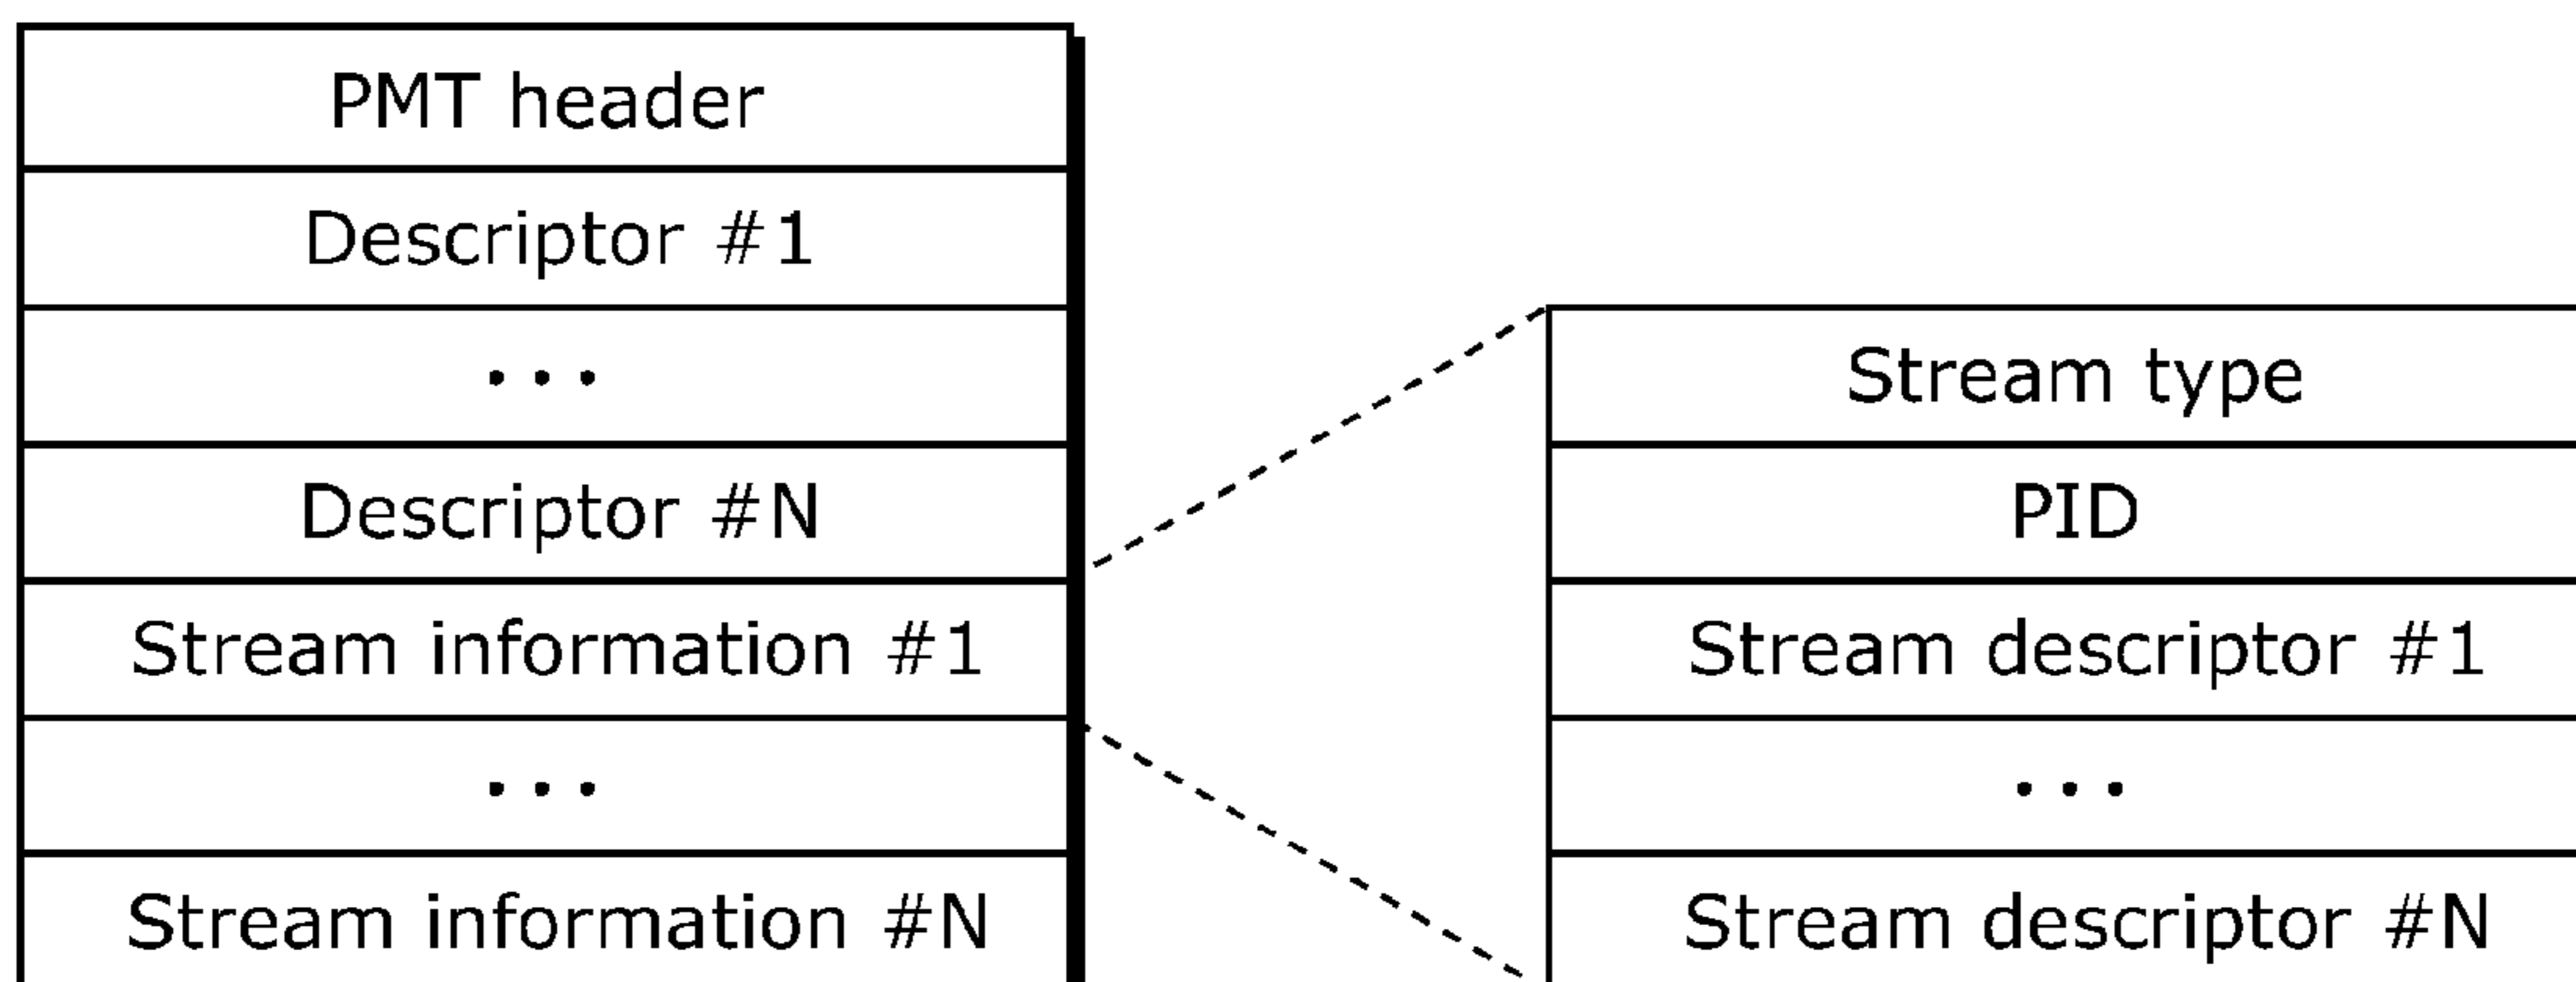 PMT header
Descriptor #1
...
Descriptor #N
Stream information #1
...
Stream information #N
Stream type
PID
Stream descriptor #1
...
Stream descriptor #N